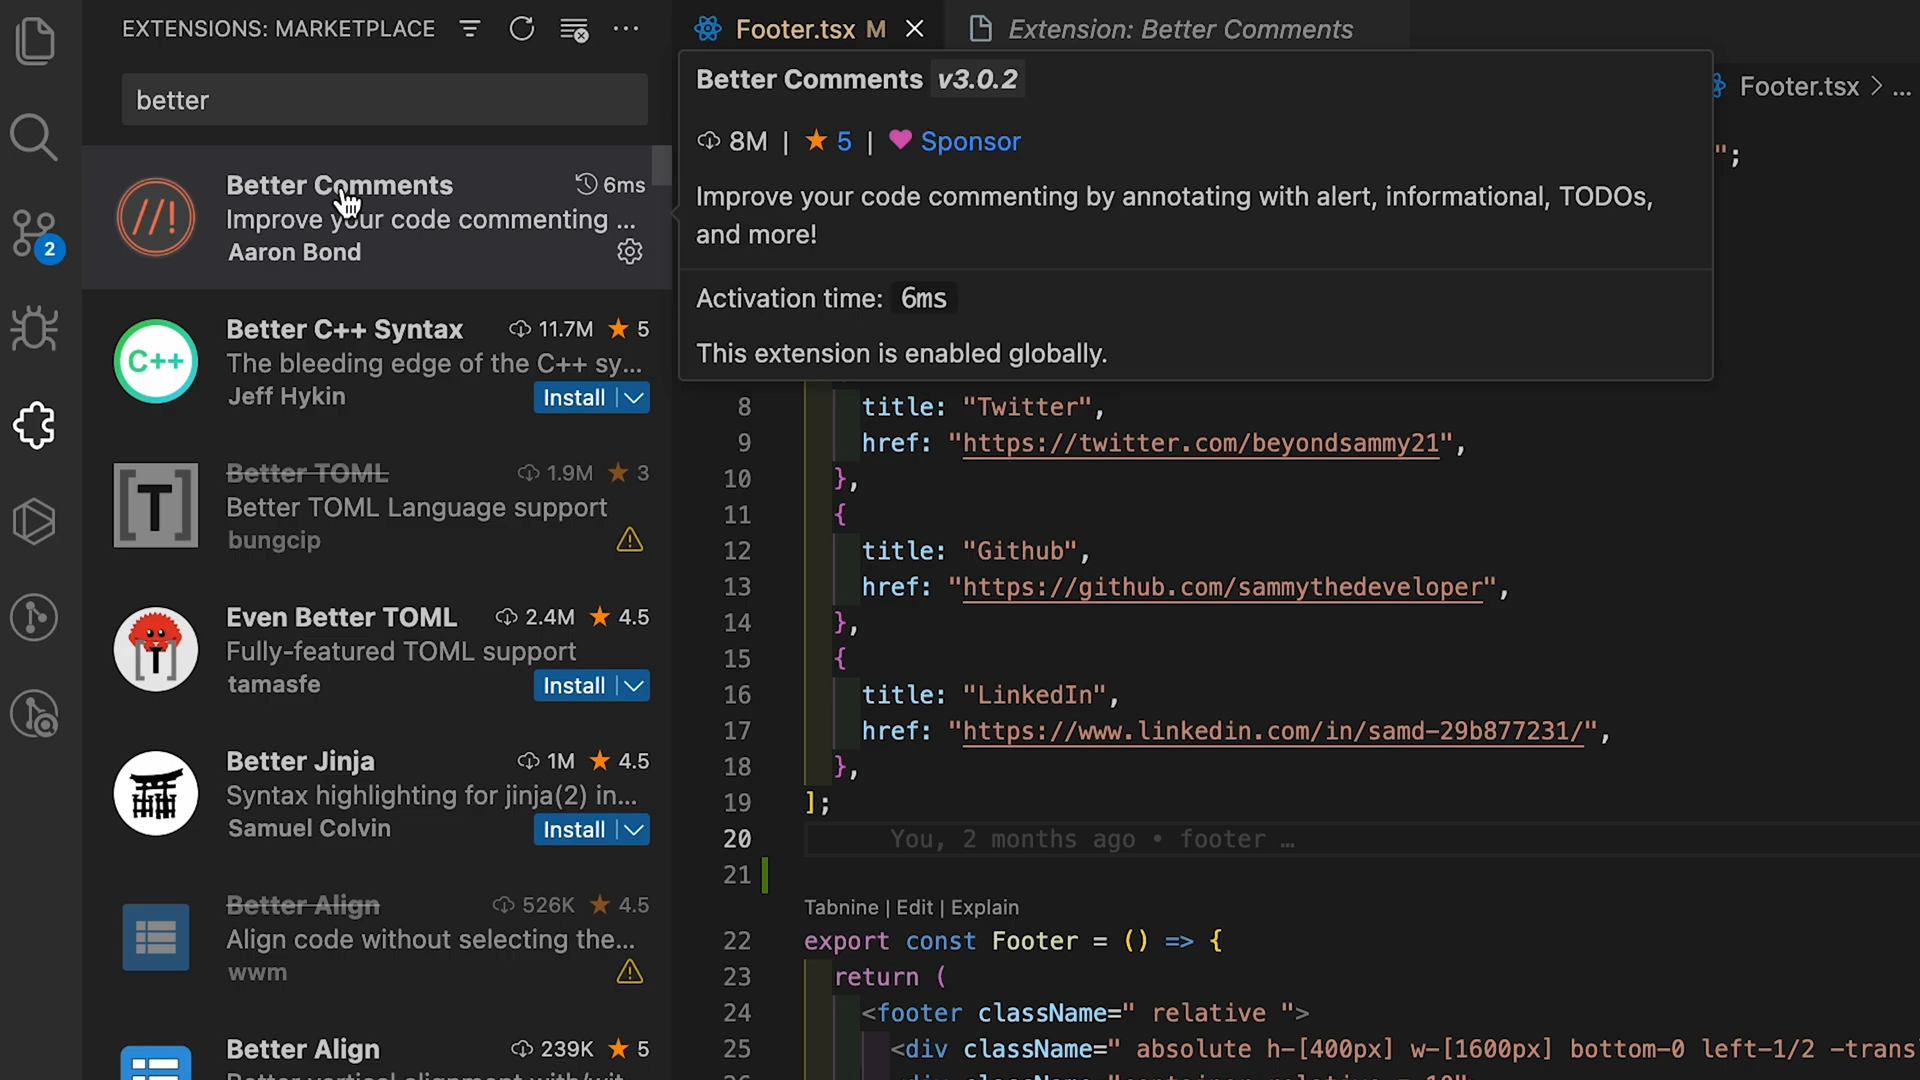 EXTENSIONS: MARKETPLACE
better
//!
Better Comments 6ms
Improve your code commenting ...
Aaron Bond
C++
Better C++ Syntax 11.7M ★ 5
The bleeding edge of the C++ sy...
Jeff Hykin Install
[T]
Better TOML 1.9M ★ 3
Better TOML Language support
bungcip
Even Better TOML 2.4M ★ 4.5
Fully-featured TOML support
tamasfe Install
Better Jinja 1M ★ 4.5
Syntax highlighting for jinja(2) in...
Samuel Colvin Install
Better Align 526K ★ 4.5
Align code without selecting the...
wwm
Better Align 239K ★ 5
2
Footer.tsx M × Extension: Better Comments
Footer.tsx > ...
Better Comments v3.0.2
8M | ★ 5 | Sponsor
Improve your code commenting by annotating with alert, informational, TODOs,
and more!
Activation time: 6ms
This extension is enabled globally.
";
8 title: "Twitter",
9 href: "https://twitter.com/beyondsammy21",
10 },
11 {
12 title: "Github",
13 href: "https://github.com/sammythedeveloper",
14 },
15 {
16 title: "LinkedIn",
17 href: "https://www.linkedin.com/in/samd-29b877231/",
18 },
19 ];
20 You, 2 months ago • footer …
21
Tabnine | Edit | Explain
22 export const Footer = () => {
23 return (
24 <footer className=" relative ">
25 <div className=" absolute h-[400px] w-[1600px] bottom-0 left-1/2 -trans